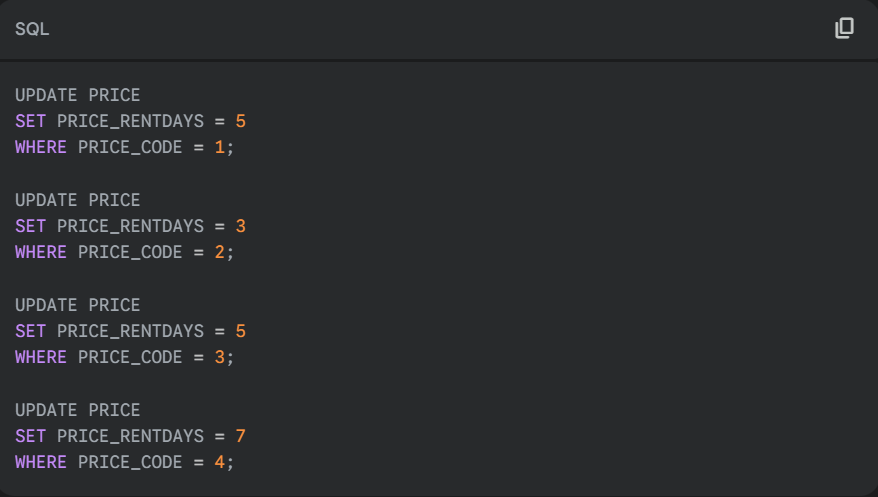 SQL
UPDATE PRICE
SET PRICE_RENTDAYS = 5
WHERE PRICE_CODE = 1;
UPDATE PRICE
SET PRICE_RENTDAYS = 3
WHERE PRICE_CODE = 2;
UPDATE PRICE
SET PRICE_RENTDAYS = 5
WHERE PRICE_CODE = 3;
UPDATE PRICE
SET PRICE_RENTDAYS = 7
WHERE PRICE_CODE = 4;